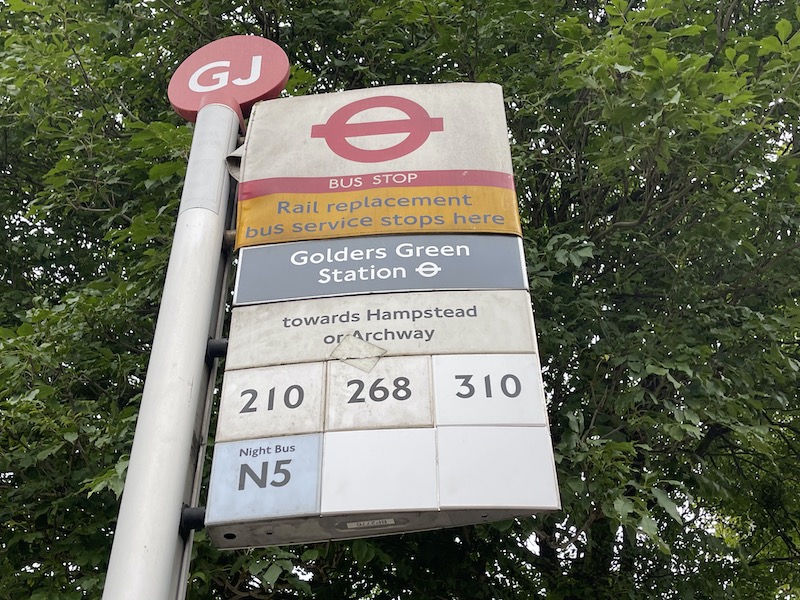 GJ
BUS STOP
Rail replacement
bus service stops here
Golders Green
Station
towards Hampstead
or Archway
210 268 310
Night Bus
N5